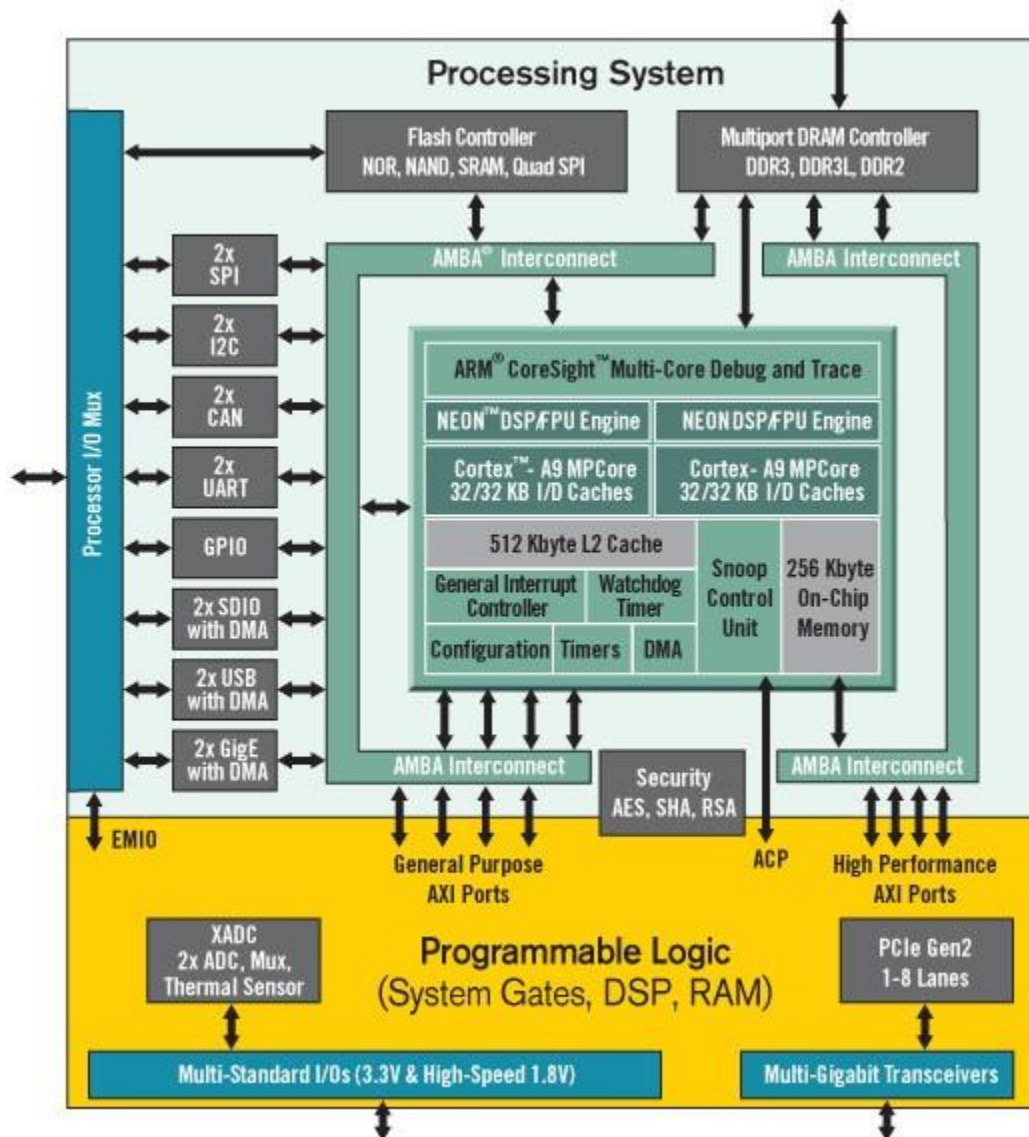 Processing System
Flash Controller
NOR, NAND, SRAM, Quad SPI
Multiport DRAM Controller
DDR3, DDR3L, DDR2
Processor I/O Mux
2x
SPI
2x
I2C
2x
CAN
2x
UART
GPIO
2x SDIO
with DMA
2x USB
with DMA
2x GigE
with DMA
AMBA® Interconnect
AMBA Interconnect
ARM® CoreSight™ Multi-Core Debug and Trace
NEON™ DSP/FPU Engine
NEON DSP/FPU Engine
Cortex™- A9 MPCore
32/32 KB I/D Caches
Cortex- A9 MPCore
32/32 KB I/D Caches
512 Kbyte L2 Cache
General Interrupt
Controller
Watchdog
Timer
Configuration
Timers
DMA
Snoop
Control
Unit
256 Kbyte
On-Chip
Memory
AMBA Interconnect
Security
AES, SHA, RSA
AMBA Interconnect
EMIO
General Purpose
AXI Ports
ACP
High Performance
AXI Ports
XADC
2x ADC, Mux,
Thermal Sensor
Programmable Logic
(System Gates, DSP, RAM)
PCIe Gen2
1-8 Lanes
Multi-Standard I/Os (3.3V & High-Speed 1.8V)
Multi-Gigabit Transceivers